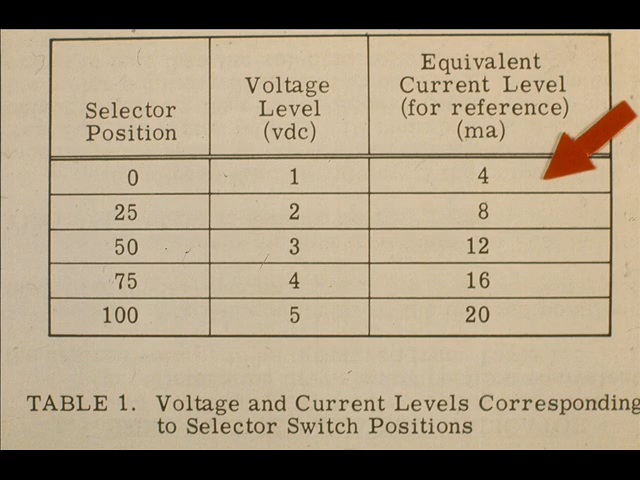 Selector Position | Voltage Level (vdc) | Equivalent Current Level (for reference) (ma)
0 | 1 | 4
25 | 2 | 8
50 | 3 | 12
75 | 4 | 16
100 | 5 | 20
TABLE 1. Voltage and Current Levels Corresponding
to Selector Switch Positions